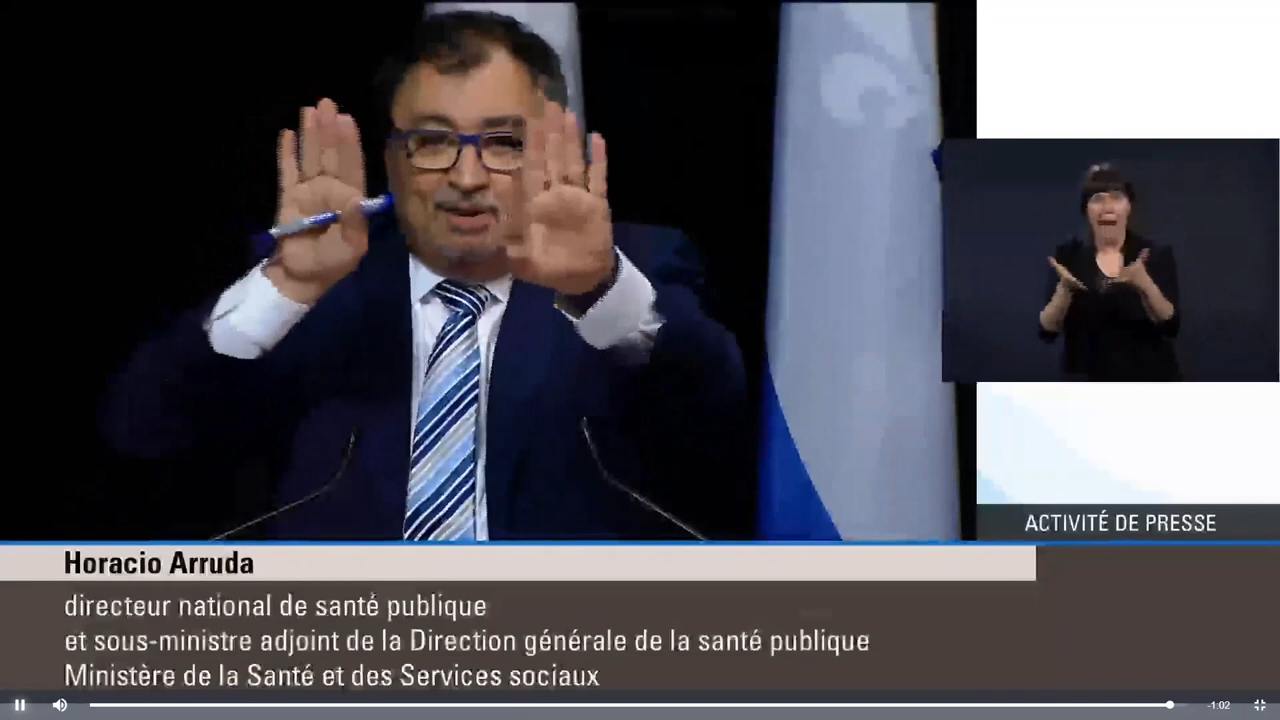 ACTIVITÉ DE PRESSE
Horacio Arruda
directeur national de santé publique
et sous-ministre adjoint de la Direction générale de la santé publique
Ministère de la Santé et des Services sociaux
-1:02